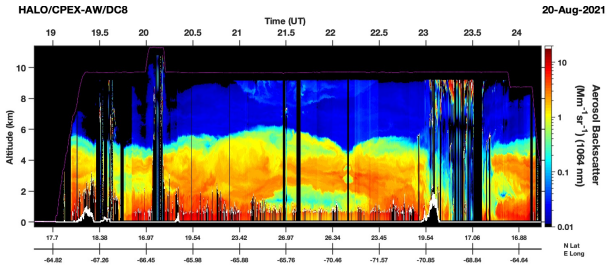 HALO/CPEX-AW/DC8
20-Aug-2021
Time (UT)
19 19.5 20 20.5 21 21.5 22 22.5 23 23.5 24
Altitude (km)
10
8
6
4
2
0
10
1
0.1
0.01
Aerosol Backscatter
(Mm⁻¹sr⁻¹) (1064 nm)
17.7 18.38 16.97 19.54 23.42 26.97 27.34 23.45 19.54 17.06 16.88
N Lat
E Long
-64.82 -67.26 -66.45 -65.98 -65.88 -65.76 -70.46 -71.57 -70.85 -68.84 -64.64